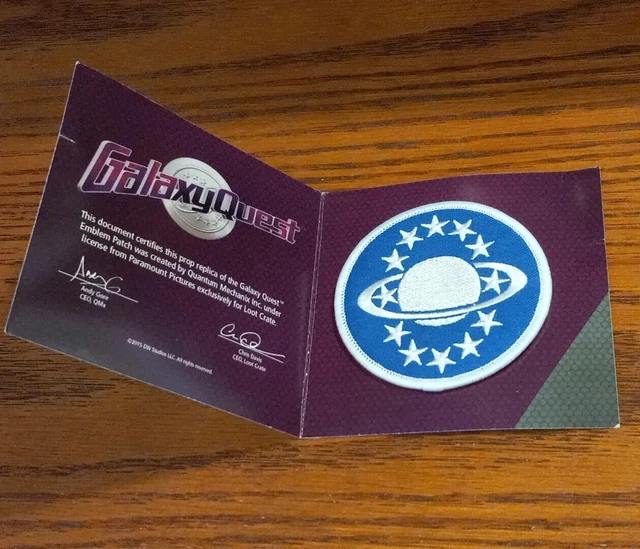 Galaxy Quest
This document certifies this prop replica of the Galaxy Quest™
Emblem Patch was created by Quantum Mechanix Inc. under
license from Paramount Pictures exclusively for Loot Crate.
Andy Gore
CEO, QMx
Chris Davis
CEO, Loot Crate
©2015 DW Studios LLC. All rights reserved.